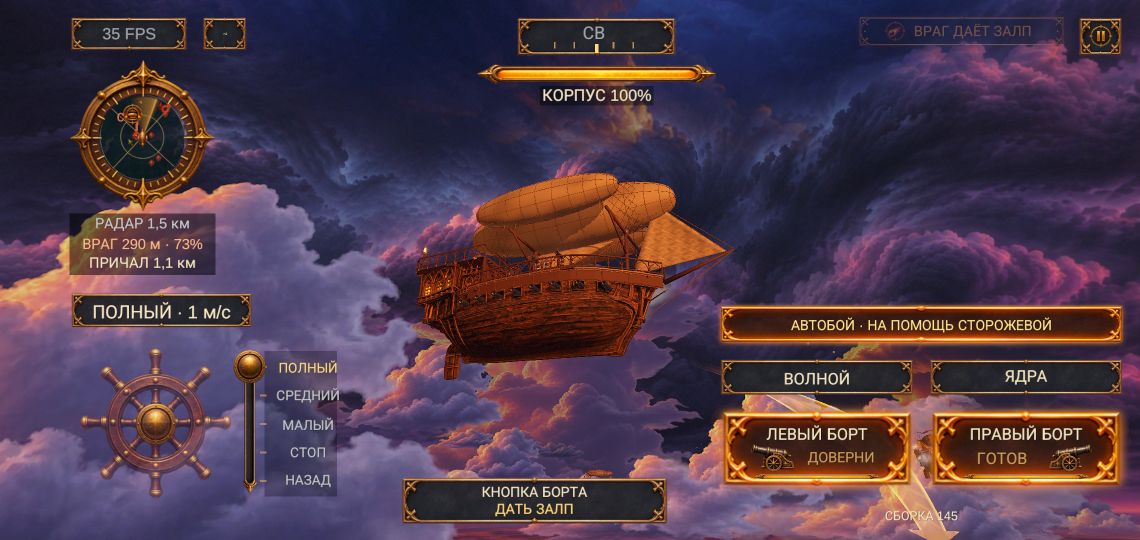 35 FPS
СВ
ВРАГ ДАЁТ ЗАЛП
КОРПУС 100%
РАДАР 1,5 км
ВРАГ 290 м · 73%
ПРИЧАЛ 1,1 км
ПОЛНЫЙ · 1 м/с
ПОЛНЫЙ
СРЕДНИЙ
МАЛЫЙ
СТОП
НАЗАД
АВТОБОЙ · НА ПОМОЩЬ СТОРОЖЕВОЙ
ВОЛНОЙ
ЯДРА
ЛЕВЫЙ БОРТ
ДОВЕРНИ
ПРАВЫЙ БОРТ
ГОТОВ
КНОПКА БОРТА
ДАТЬ ЗАЛП
СБОРКА 145